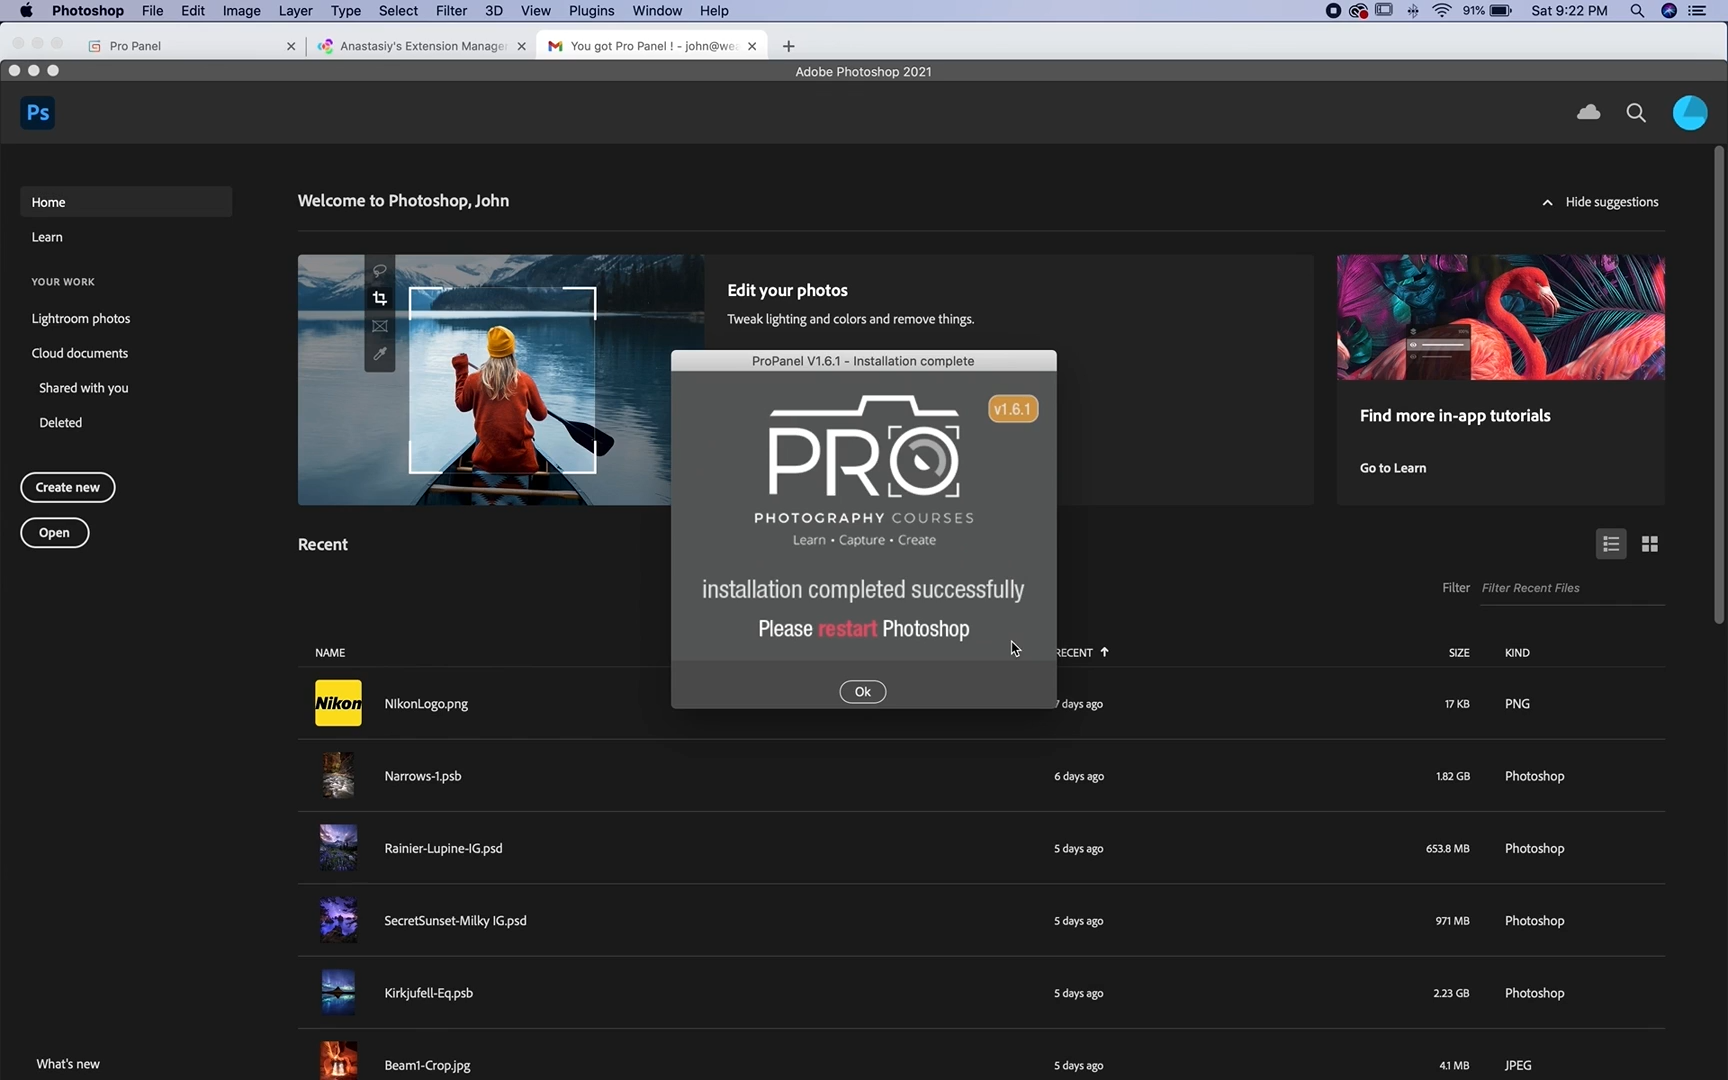 Photoshop File Edit Image Layer Type Select Filter 3D View Plugins Window Help 91% Sat 9:22 PM
Pro Panel Anastasiy's Extension Manage You got Pro Panel ! - john@we
Adobe Photoshop 2021
Ps
Home
Learn
YOUR WORK
Lightroom photos
Cloud documents
Shared with you
Deleted
Create new
Open
What's new
Welcome to Photoshop, John
Hide suggestions
Edit your photos
Tweak lighting and colors and remove things.
Find more in-app tutorials
Go to Learn
ProPanel V1.6.1 - Installation complete
v1.6.1
PRO
PHOTOGRAPHY COURSES
Learn • Capture • Create
installation completed successfully
Please restart Photoshop
Ok
Recent
Filter Filter Recent Files
NAME RECENT SIZE KIND
Nikon NIkonLogo.png 7 days ago 17 KB PNG
Narrows-1.psb 6 days ago 1.82 GB Photoshop
Rainier-Lupine-IG.psd 5 days ago 653.8 MB Photoshop
SecretSunset-Milky IG.psd 5 days ago 971 MB Photoshop
Kirkjufell-Eq.psb 5 days ago 2.23 GB Photoshop
Beam1-Crop.jpg 5 days ago 4.1 MB JPEG